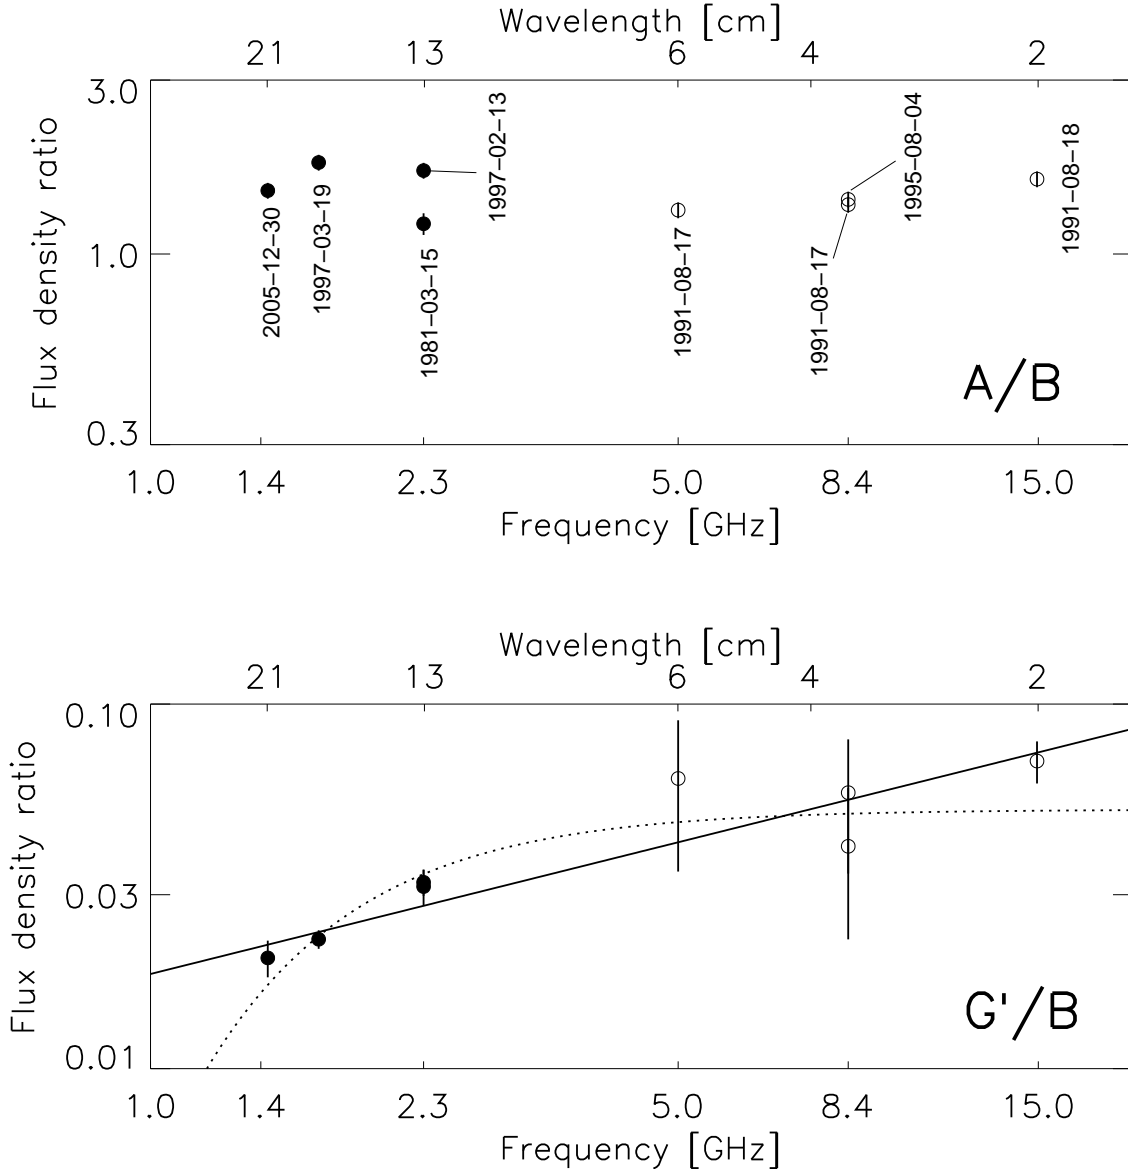 Wavelength [cm]
21 13 6 4 2
3.0
1.0
0.3
Flux density ratio
2005−12−30
1997−03−19
1997−02−13
1981−03−15
1991−08−17
1991−08−17
1995−08−04
1991−08−18
A/B
1.0 1.4 2.3 5.0 8.4 15.0
Frequency [GHz]
Wavelength [cm]
21 13 6 4 2
0.10
0.03
0.01
Flux density ratio
G'/B
1.0 1.4 2.3 5.0 8.4 15.0
Frequency [GHz]